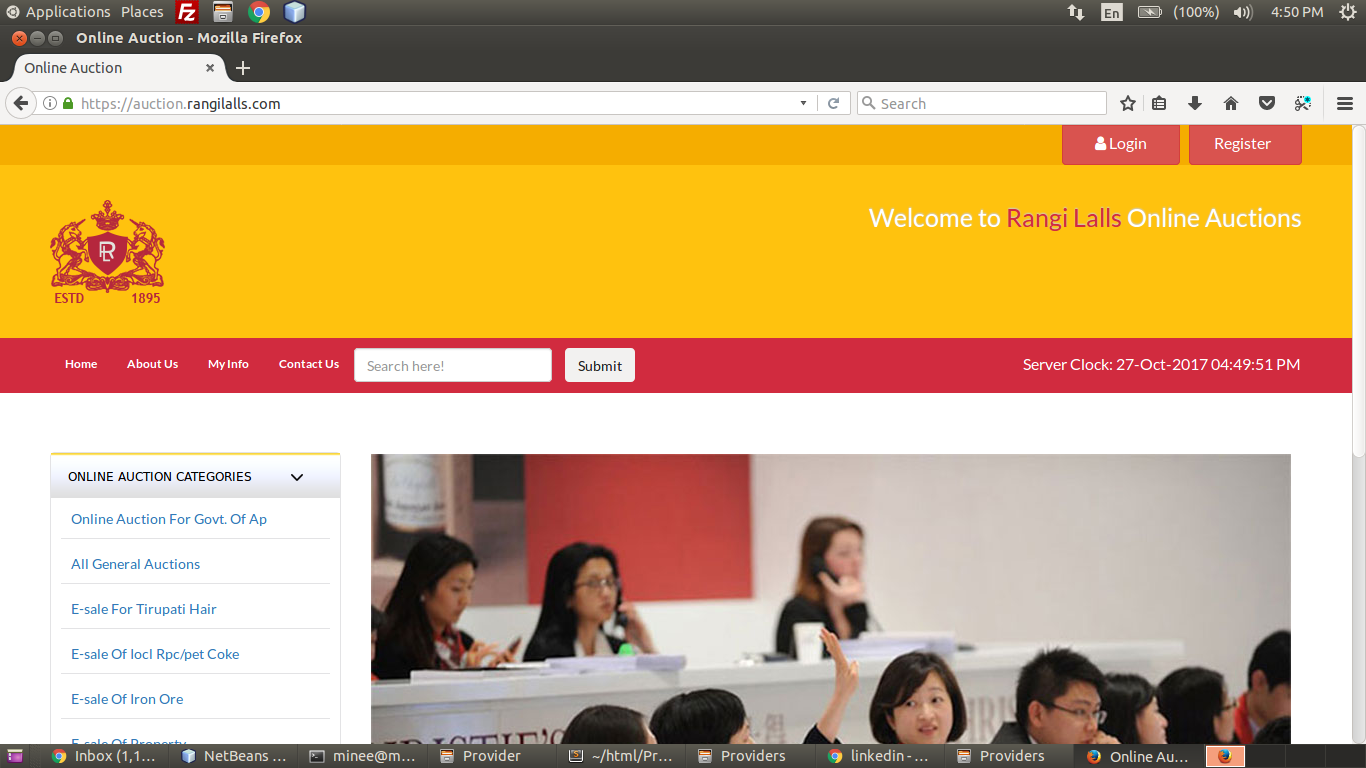 Applications Places En (100%) 4:50 PM
Online Auction - Mozilla Firefox
Online Auction
https://auction.rangilalls.com Search
Login Register
Welcome to Rangi Lalls Online Auctions
RL
ESTD 1895
Home About Us My Info Contact Us Search here! Submit Server Clock: 27-Oct-2017 04:49:51 PM
ONLINE AUCTION CATEGORIES
Online Auction For Govt. Of Ap
All General Auctions
E-sale For Tirupati Hair
E-sale Of Iocl Rpc/pet Coke
E-sale Of Iron Ore
E-sale Of Property
Inbox (1,1... NetBeans ... minee@m... Provider ~/html/Pr... Providers linkedin - ... Providers Online Au...